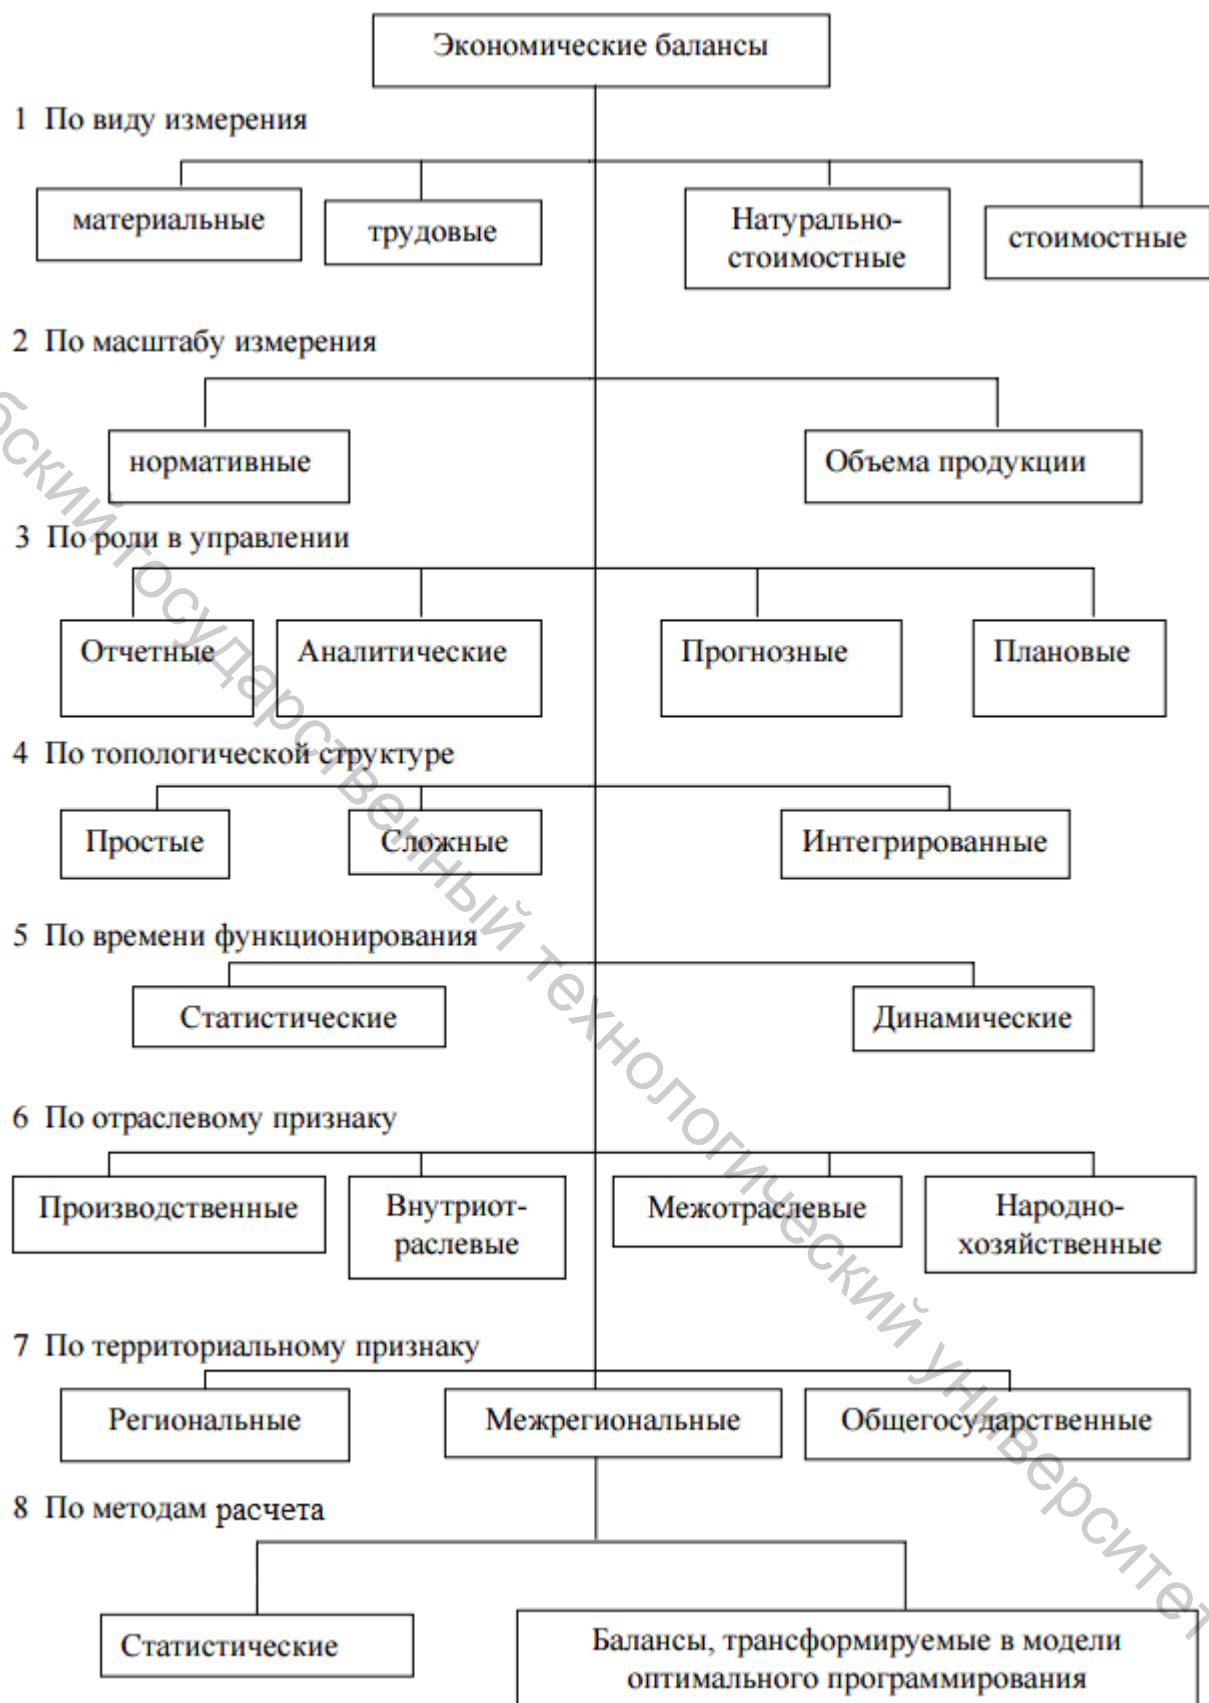 Экономические балансы
1 По виду измерения
материальные
трудовые
Натурально-
стоимостные
стоимостные
2 По масштабу измерения
нормативные
Объема продукции
3 По роли в управлении
Отчетные
Аналитические
Прогнозные
Плановые
4 По топологической структуре
Простые
Сложные
Интегрированные
5 По времени функционирования
Статистические
Динамические
6 По отраслевому признаку
Производственные
Внутриот-
раслевые
Межотраслевые
Народно-
хозяйственные
7 По территориальному признаку
Региональные
Межрегиональные
Общегосударственные
8 По методам расчета
Статистические
Балансы, трансформируемые в модели
оптимального программирования
государственный технологический университет